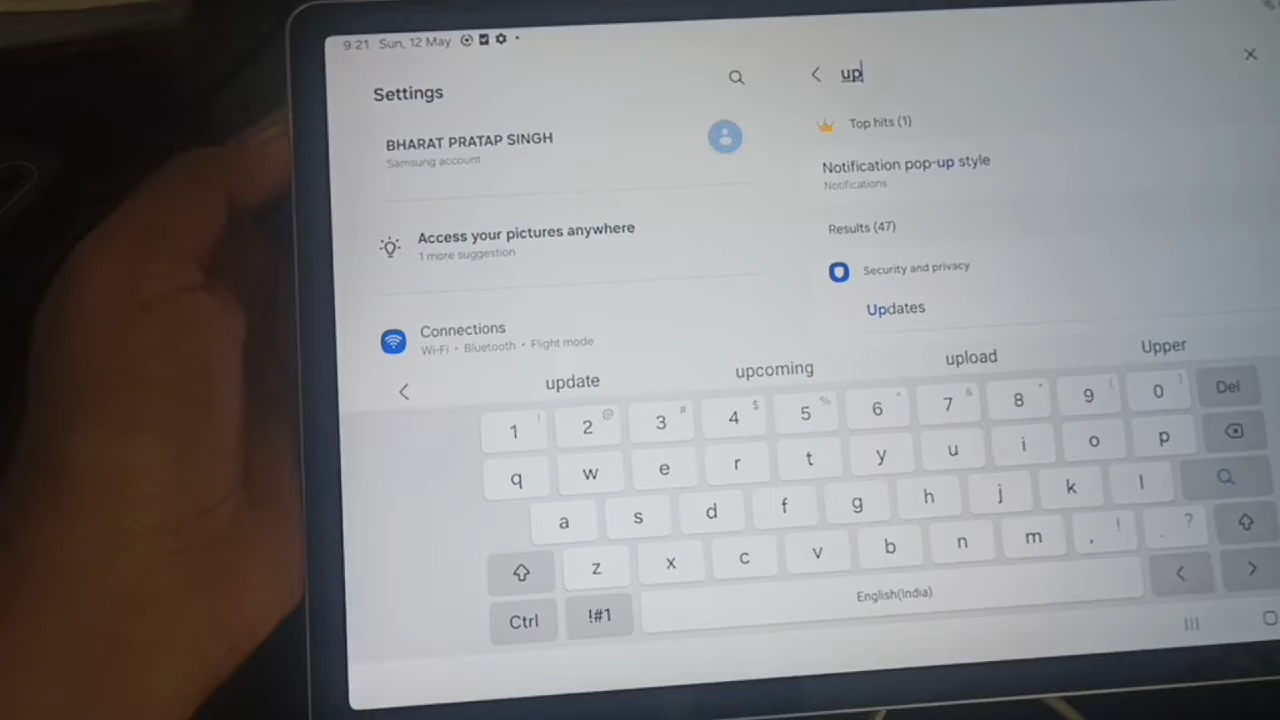 9:21 Sun, 12 May
Settings
BHARAT PRATAP SINGH
Samsung account
Access your pictures anywhere
1 more suggestion
Connections
Wi-Fi • Bluetooth • Flight mode
up
Top hits (1)
Notification pop-up style
Notifications
Results (47)
Security and privacy
Updates
update upcoming upload Upper
1 ! 2 @ 3 # 4 $ 5 % 6 ^ 7 & 8 * 9 ( 0 ) Del
q w e r t y u i o p
a s d f g h j k l
z x c v b n m , ! . ?
Ctrl !#1 English(India) < >